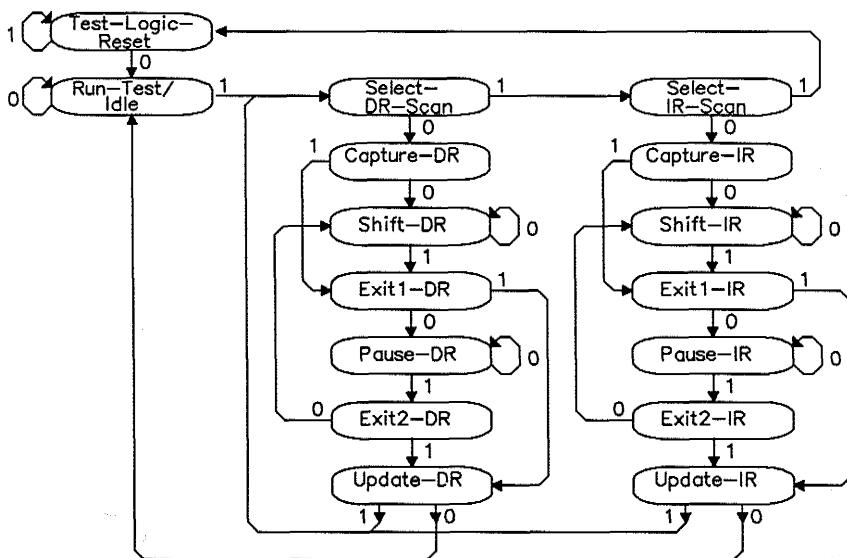 1
Test-Logic-
Reset
0
0
Run-Test/
Idle
1
Select-
DR-Scan
1
Select-
IR-Scan
1
0
0
1
Capture-DR
1
Capture-IR
0
0
Shift-DR
0
Shift-IR
0
1
1
Exit1-DR
1
Exit1-IR
1
0
0
Pause-DR
0
Pause-IR
0
1
1
0
Exit2-DR
0
Exit2-IR
1
1
Update-DR
Update-IR
1
0
1
0